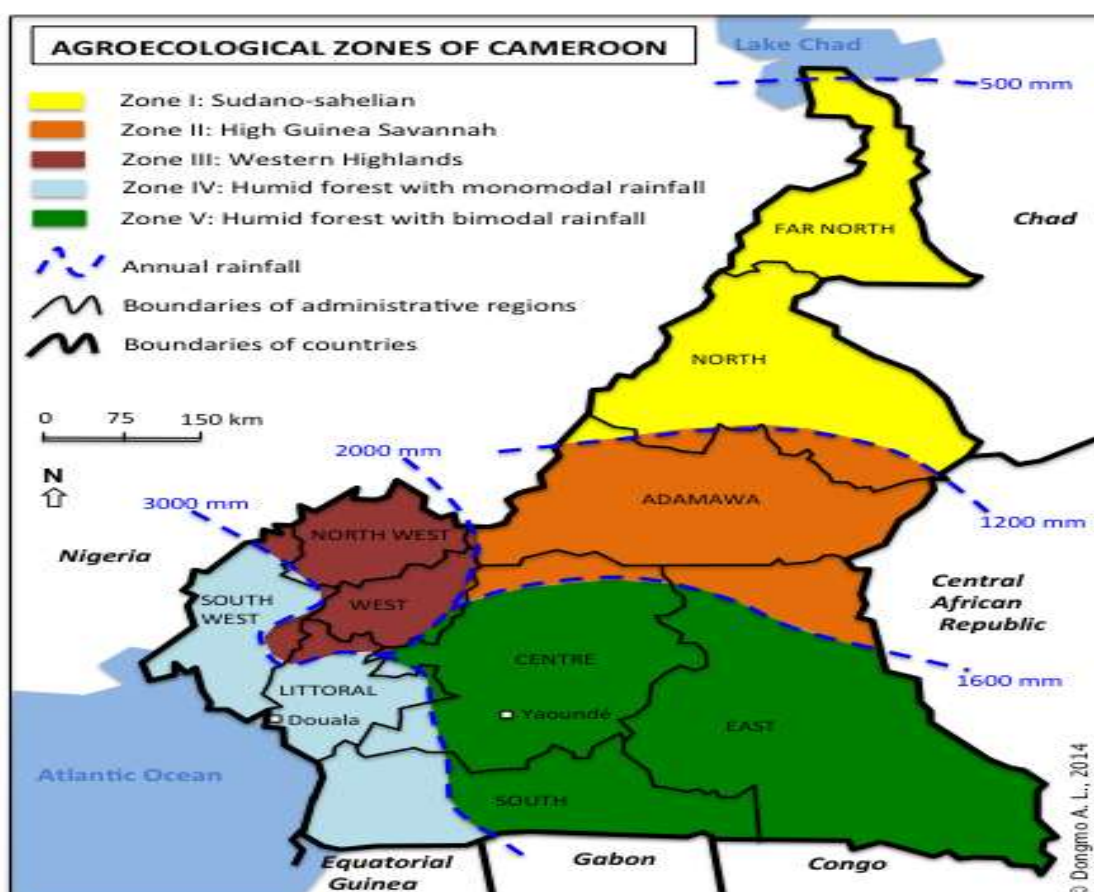 AGROECOLOGICAL ZONES OF CAMEROON
Zone I: Sudano-sahelian
Zone II: High Guinea Savannah
Zone III: Western Highlands
Zone IV: Humid forest with monomodal rainfall
Zone V: Humid forest with bimodal rainfall
Annual rainfall
Boundaries of administrative regions
Boundaries of countries
0 75 150 km
N
Lake Chad
500 mm
Chad
FAR NORTH
NORTH
2000 mm
3000 mm
ADAMAWA
1200 mm
Nigeria
NORTH WEST
SOUTH
WEST
WEST
Central
African
Republic
CENTRE
LITTORAL
1600 mm
Douala
Yaoundé
EAST
Atlantic Ocean
SOUTH
Equatorial
Guinea
Gabon
Congo
© Dongmo A. L., 2014